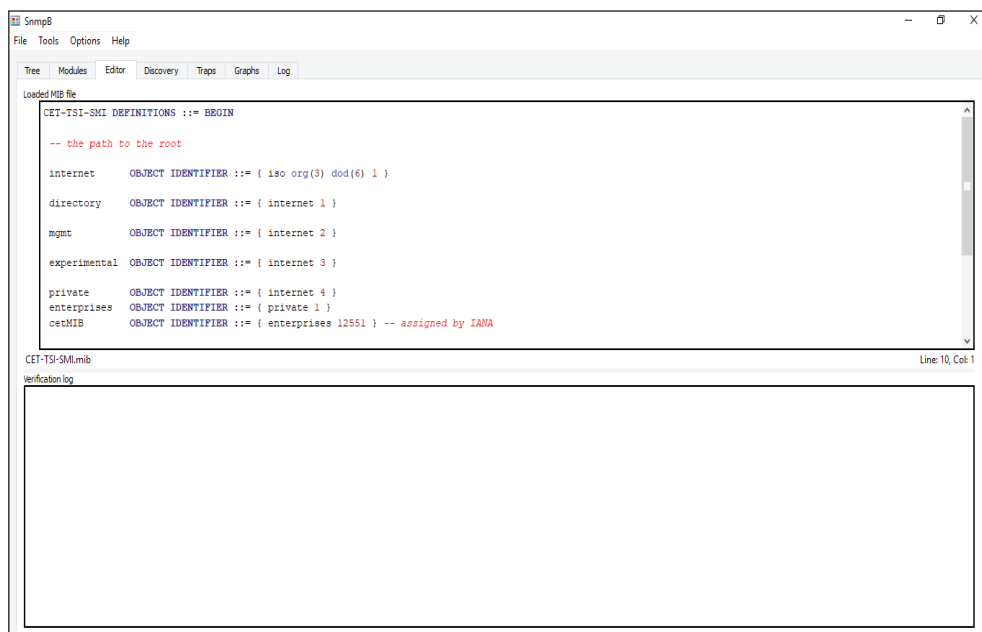 SnmpB
File Tools Options Help
Tree Modules Editor Discovery Traps Graphs Log
Loaded MIB file
CET-TSI-SMI DEFINITIONS ::= BEGIN
-- the path to the root
internet OBJECT IDENTIFIER ::= { iso org(3) dod(6) 1 }
directory OBJECT IDENTIFIER ::= { internet 1 }
mgmt OBJECT IDENTIFIER ::= { internet 2 }
experimental OBJECT IDENTIFIER ::= { internet 3 }
private OBJECT IDENTIFIER ::= { internet 4 }
enterprises OBJECT IDENTIFIER ::= { private 1 }
cetMIB OBJECT IDENTIFIER ::= { enterprises 12551 } -- assigned by IANA
CET-TSI-SMI.mib Line: 10, Col: 1
Verification log